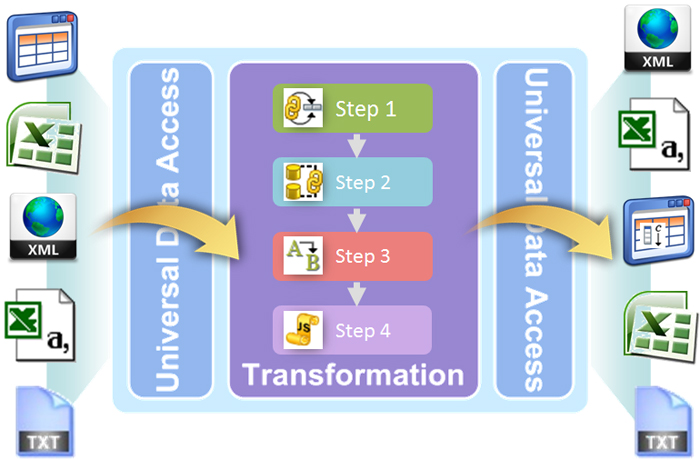 XML
a,
TXT
Universal Data Access
Step 1
Step 2
A
B
Step 3
JS
Step 4
Transformation
Universal Data Access
XML
a,
c
TXT